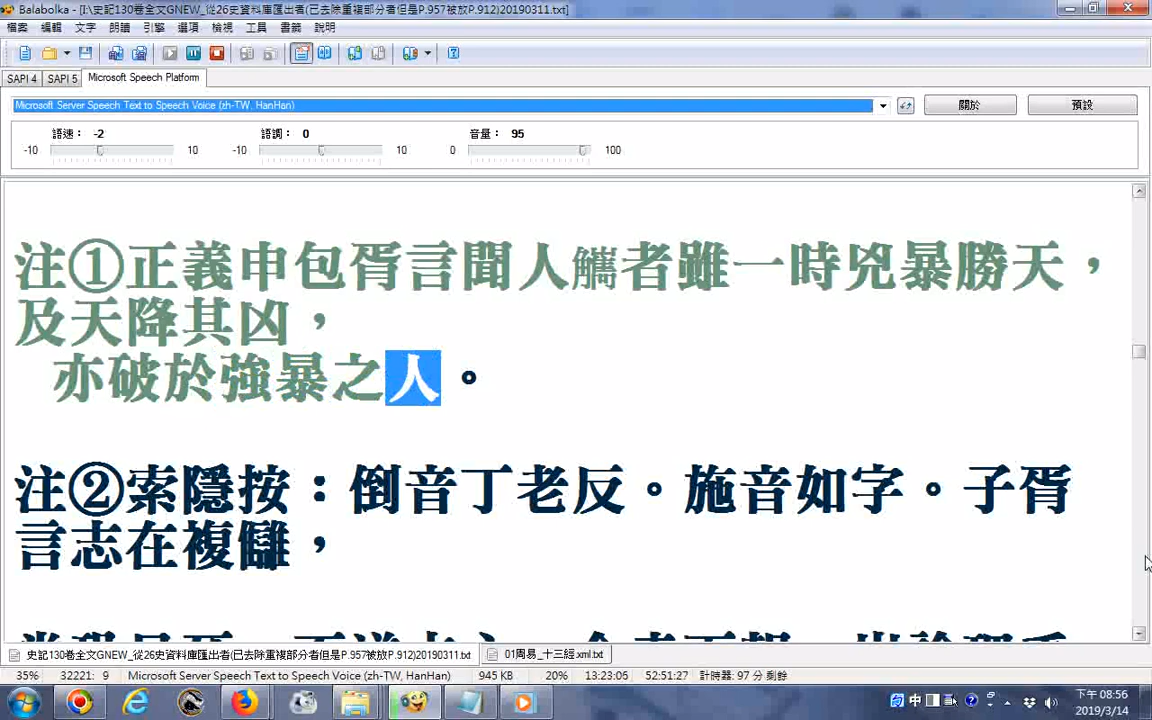 Balabolka - [I:\史記130卷全文GNEW_從26史資料庫匯出者(已去除重複部分者但是P.957被放P.912)20190311.txt]
檔案 編輯 文字 朗讀 引擎 選項 檢視 工具 書籤 說明
SAPI 4 SAPI 5 Microsoft Speech Platform
Microsoft Server Speech Text to Speech Voice (zh-TW, HanHan) 關於 預設
語速： -2 語調： 0 音量： 95
-10 10 -10 10 0 100
注①正義申包胥言聞人者雖一時兇暴勝天，
及天降其凶，
亦破於強暴之人。
注②索隱按：倒音丁老反。施音如字。子胥
言志在複讎，
史記130卷全文GNEW_從26史資料庫匯出者(已去除重複部分者但是P.957被放P.912)20190311.txt 01周易_十三經.xml.txt
35% 32221: 9 Microsoft Server Speech Text to Speech Voice (zh-TW, HanHan) 945 KB 20% 13:23:06 52:51:27 計時器: 97 分 剩餘
中 下午 08:56
2019/3/14